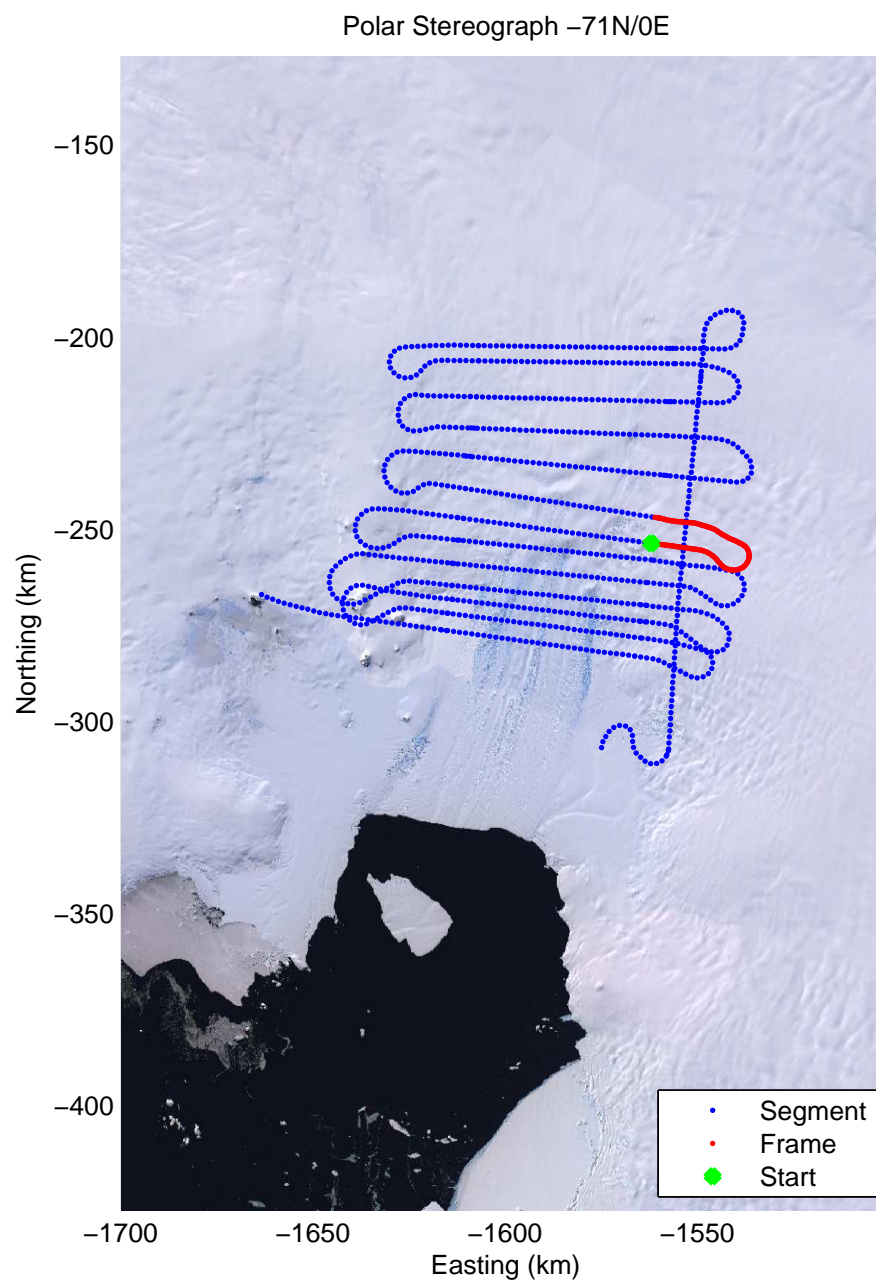 Polar Stereograph −71N/0E
−150
−200
−250
−300
−350
−400
Northing (km)
−1700
−1650
−1600
−1550
Easting (km)
Segment
Frame
Start